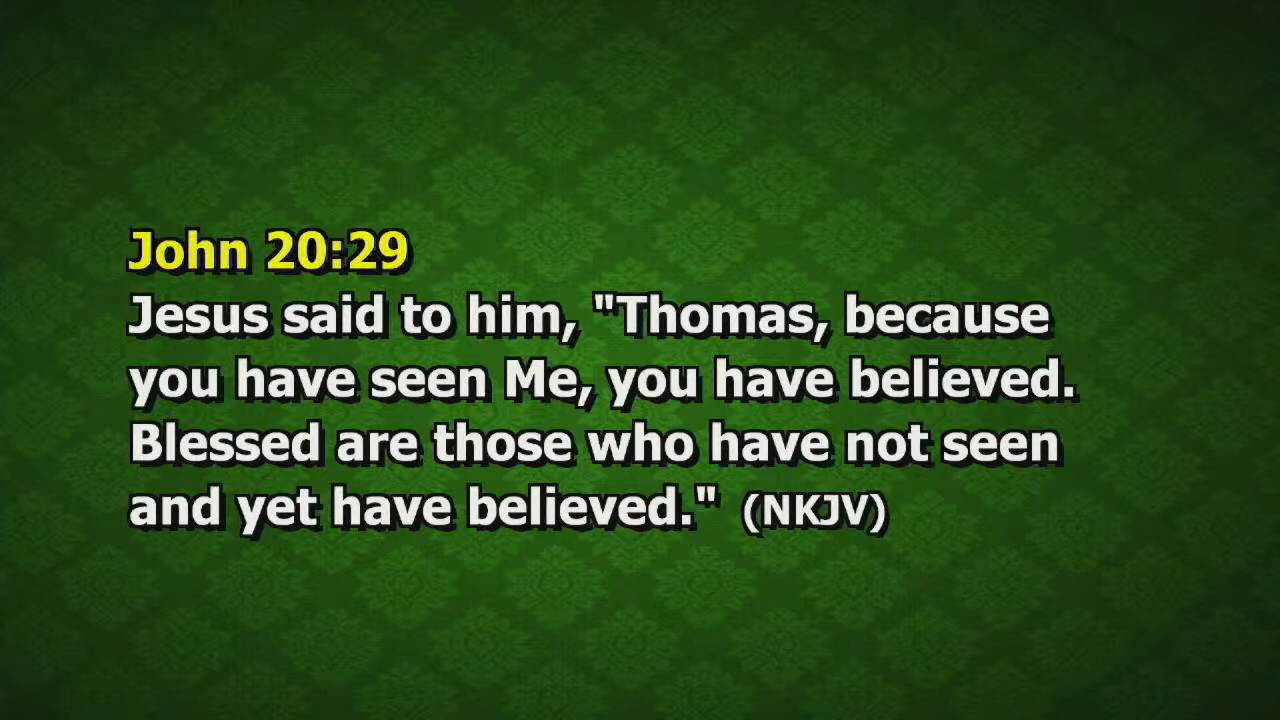 John 20:29
Jesus said to him, "Thomas, because
you have seen Me, you have believed.
Blessed are those who have not seen
and yet have believed." (NKJV)